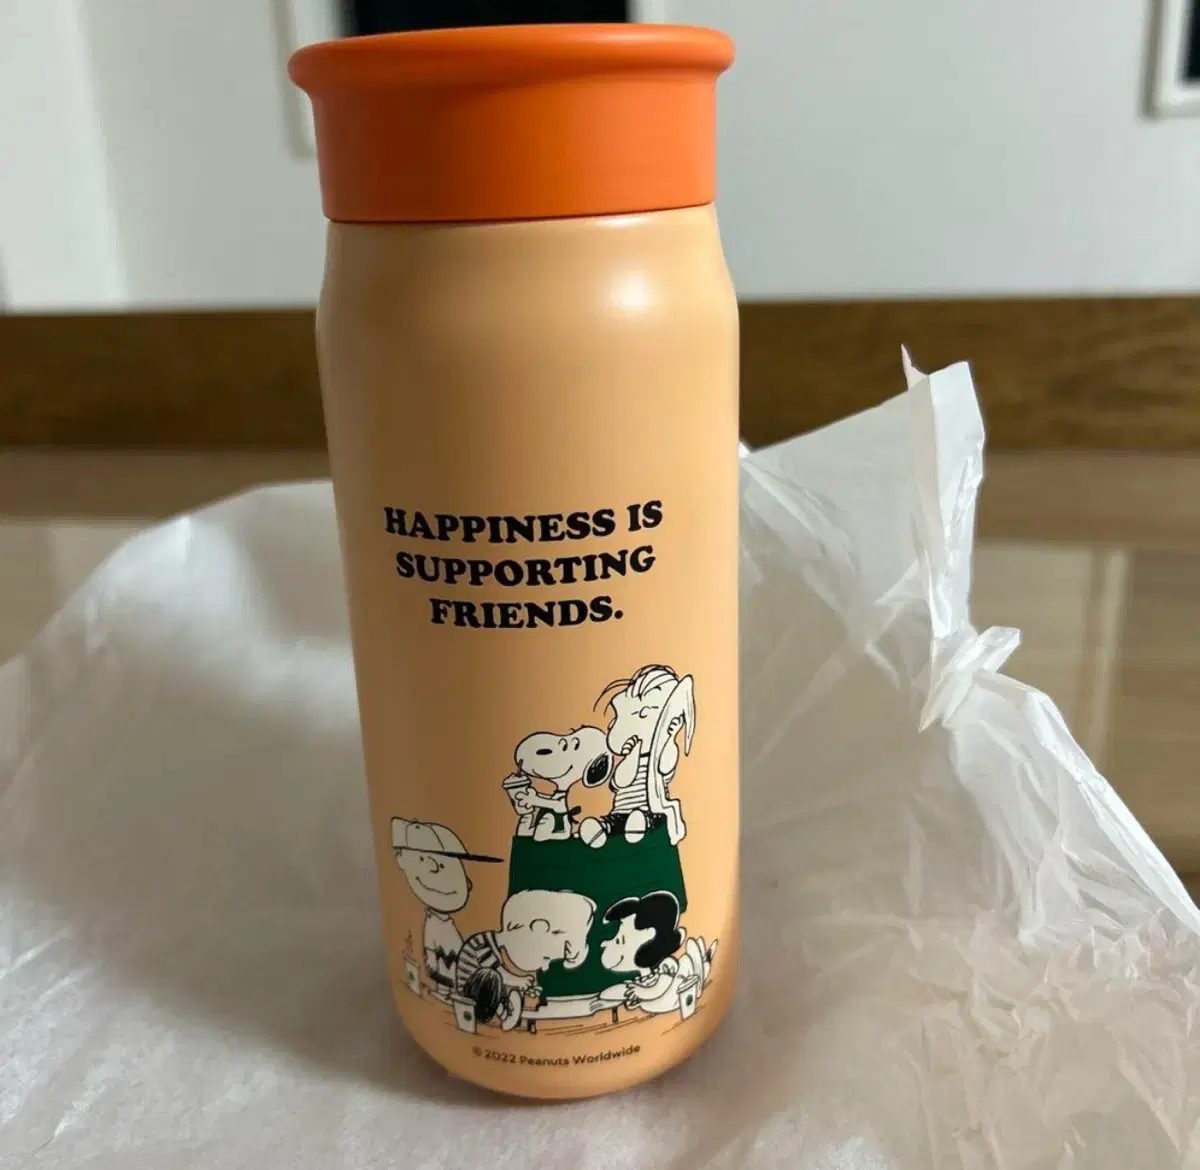 HAPPINESS IS
SUPPORTING
FRIENDS.
© 2022 Peanuts Worldwide